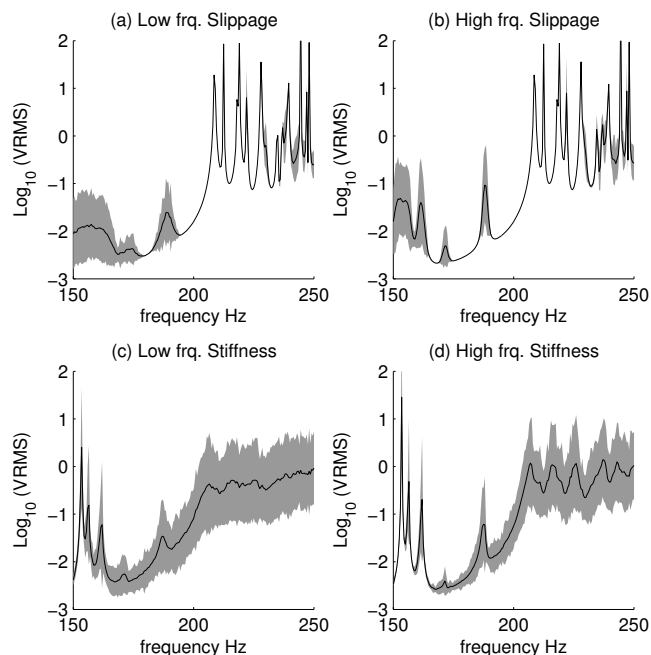 (a) Low frq. Slippage
(b) High frq. Slippage
2
1
0
−1
−2
−3
Log10 (VRMS)
150 200 250
frequency Hz
2
1
0
−1
−2
−3
Log10 (VRMS)
150 200 250
frequency Hz
(c) Low frq. Stiffness
(d) High frq. Stiffness
2
1
0
−1
−2
−3
Log10 (VRMS)
150 200 250
frequency Hz
2
1
0
−1
−2
−3
Log10 (VRMS)
150 200 250
frequency Hz